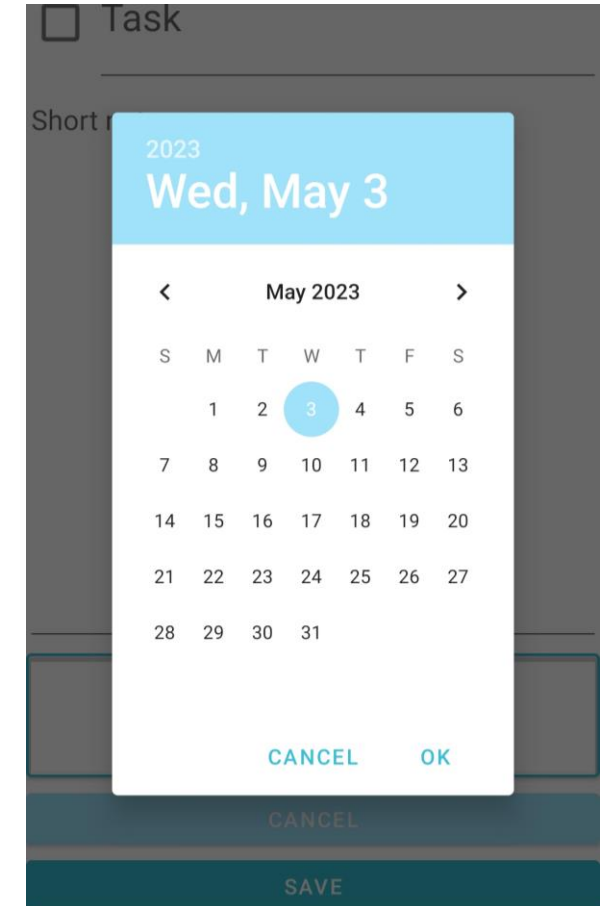 Task
Short
2023
Wed, May 3
May 2023
S M T W T F S
1 2 3 4 5 6
7 8 9 10 11 12 13
14 15 16 17 18 19 20
21 22 23 24 25 26 27
28 29 30 31
CANCEL OK
CANCEL
SAVE